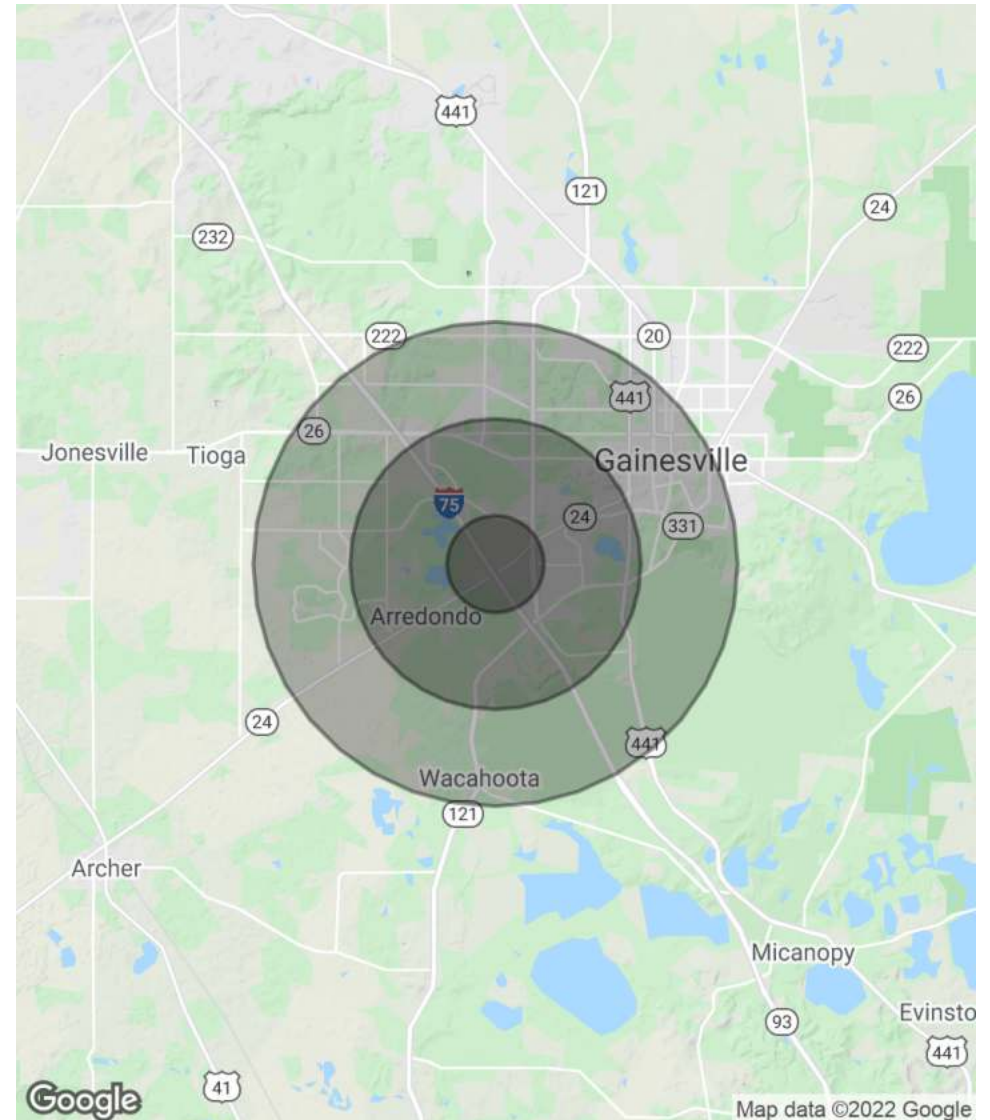 441
121
24
232
222
20
222
441
26
26
Jonesville
Tioga
Gainesville
75
24
331
Arredondo
24
441
Wacahoota
121
Archer
Micanopy
93
Evinsto
441
41
Google
Map data ©2022 Google